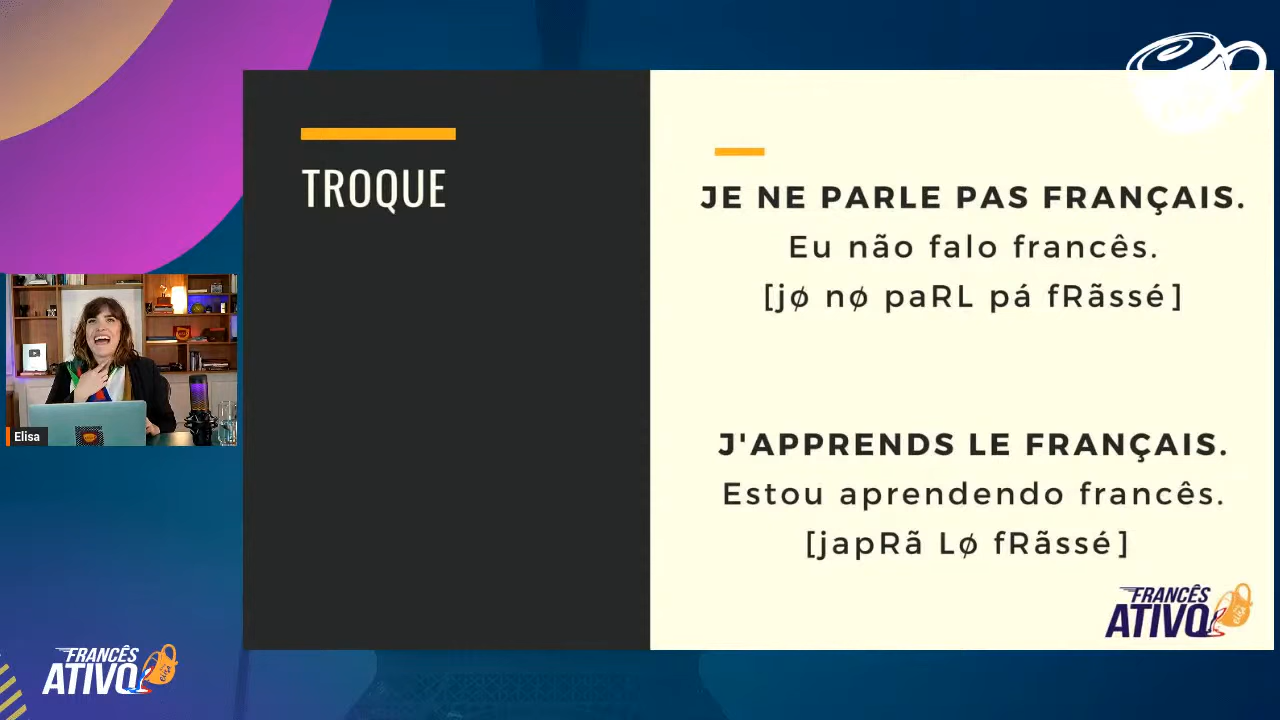 TROQUE
JE NE PARLE PAS FRANÇAIS.
Eu não falo francês.
[jø nø paRL pá fRãssé]
J'APPRENDS LE FRANÇAIS.
Estou aprendendo francês.
[japRã Lø fRãssé]
FRANCÊS
ATIVO
Elisa
FRANCÊS
ATIVO